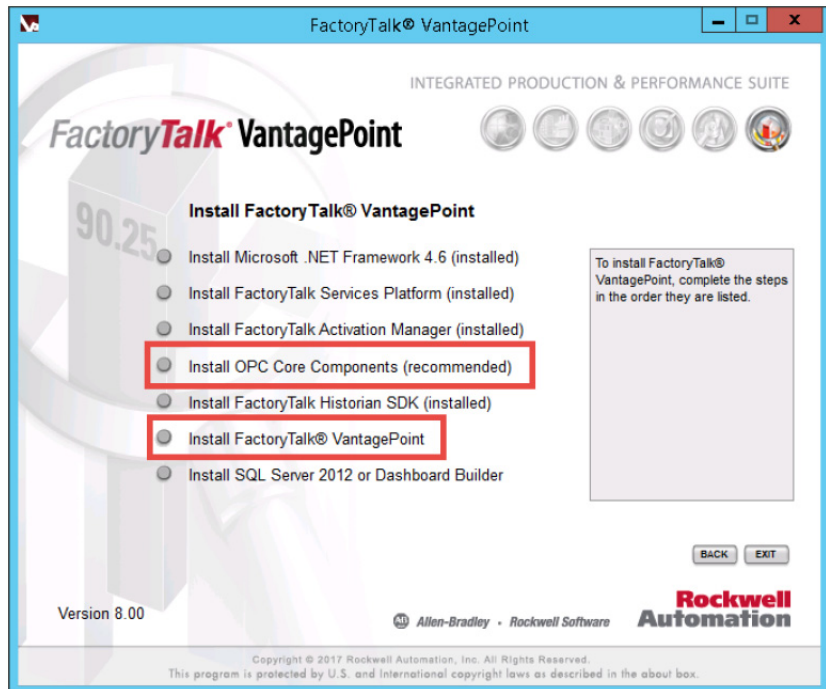 FactoryTalk® VantagePoint
INTEGRATED PRODUCTION & PERFORMANCE SUITE
FactoryTalk® VantagePoint
90.25
Install FactoryTalk® VantagePoint
Install Microsoft .NET Framework 4.6 (installed)
Install FactoryTalk Services Platform (installed)
Install FactoryTalk Activation Manager (installed)
Install OPC Core Components (recommended)
Install FactoryTalk Historian SDK (installed)
Install FactoryTalk® VantagePoint
Install SQL Server 2012 or Dashboard Builder
To install FactoryTalk®
VantagePoint, complete the steps
in the order they are listed.
BACK EXIT
Version 8.00
AB Allen-Bradley · Rockwell Software
Rockwell
Automation
Copyright © 2017 Rockwell Automation, Inc. All Rights Reserved.
This program is protected by U.S. and International copyright laws as described in the about box.